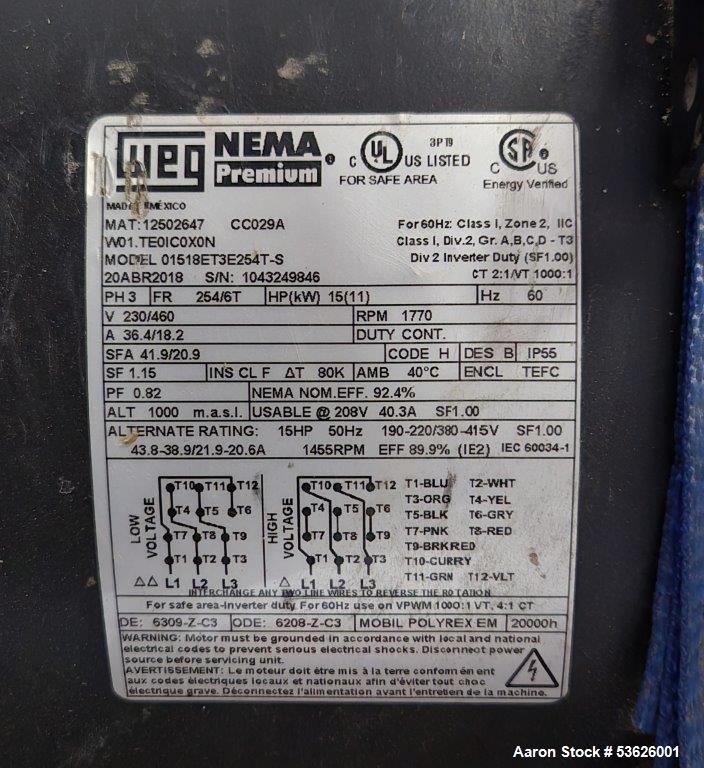 WEG NEMA Premium
C UL US LISTED 3P19
FOR SAFE AREA
C SA US
Energy Verified
MÉXICO
MAT:12502647 CC029A
W01.TE0IC0X0N
MODEL 01518ET3E254T-S
20ABR2018 S/N: 1043249846
For 60Hz: Class I, Zone 2, IIC
Class I, Div.2, Gr. A,B,C,D - T3
Div 2 Inverter Duty (SF1.00)
CT 2:1/VT 1000:1
PH 3 FR 254/6T HP(kW) 15(11) Hz 60
V 230/460 RPM 1770
A 36.4/18.2 DUTY CONT.
SFA 41.9/20.9 CODE H DES B IP55
SF 1.15 INS CL F ΔT 80K AMB 40°C ENCL TEFC
PF 0.82 NEMA NOM.EFF. 92.4%
ALT 1000 m.a.s.l. USABLE @ 208V 40.3A SF1.00
ALTERNATE RATING: 15HP 50Hz 190-220/380-415V SF1.00
43.8-38.9/21.9-20.6A 1455RPM EFF 89.9% (IE2) IEC 60034-1
LOW VOLTAGE
T10 T11 T12
T4 T5 T6
T7 T8 T9
T1 T2 T3
ΔΔ L1 L2 L3
HIGH VOLTAGE
T10 T11 T12
T4 T5 T6
T7 T8 T9
T1 T2 T3
Δ L1 L2 L3
T1-BLU T2-WHT
T3-ORG T4-YEL
T5-BLK T6-GRY
T7-PNK T8-RED
T9-BRKRED
T10-CURRY
T11-GRN T12-VLT
INTERCHANGE ANY TWO LINE WIRES TO REVERSE THE ROTATION
For safe area-Inverter duty. For 60Hz use on VPWM 1000:1 VT, 4:1 CT
DE: 6309-Z-C3 ODE: 6208-Z-C3 MOBIL POLYREX EM 20000h
WARNING: Motor must be grounded in accordance with local and national
electrical codes to prevent serious electrical shocks. Disconnect power
source before servicing unit.
AVERTISSEMENT: Le moteur doit être mis à la terre conformément
aux codes locaux et nationaux afin d'éviter tout choc
électrique grave. Déconnectez l'alimentation avant l'entretien de la machine.
Aaron Stock # 53626001